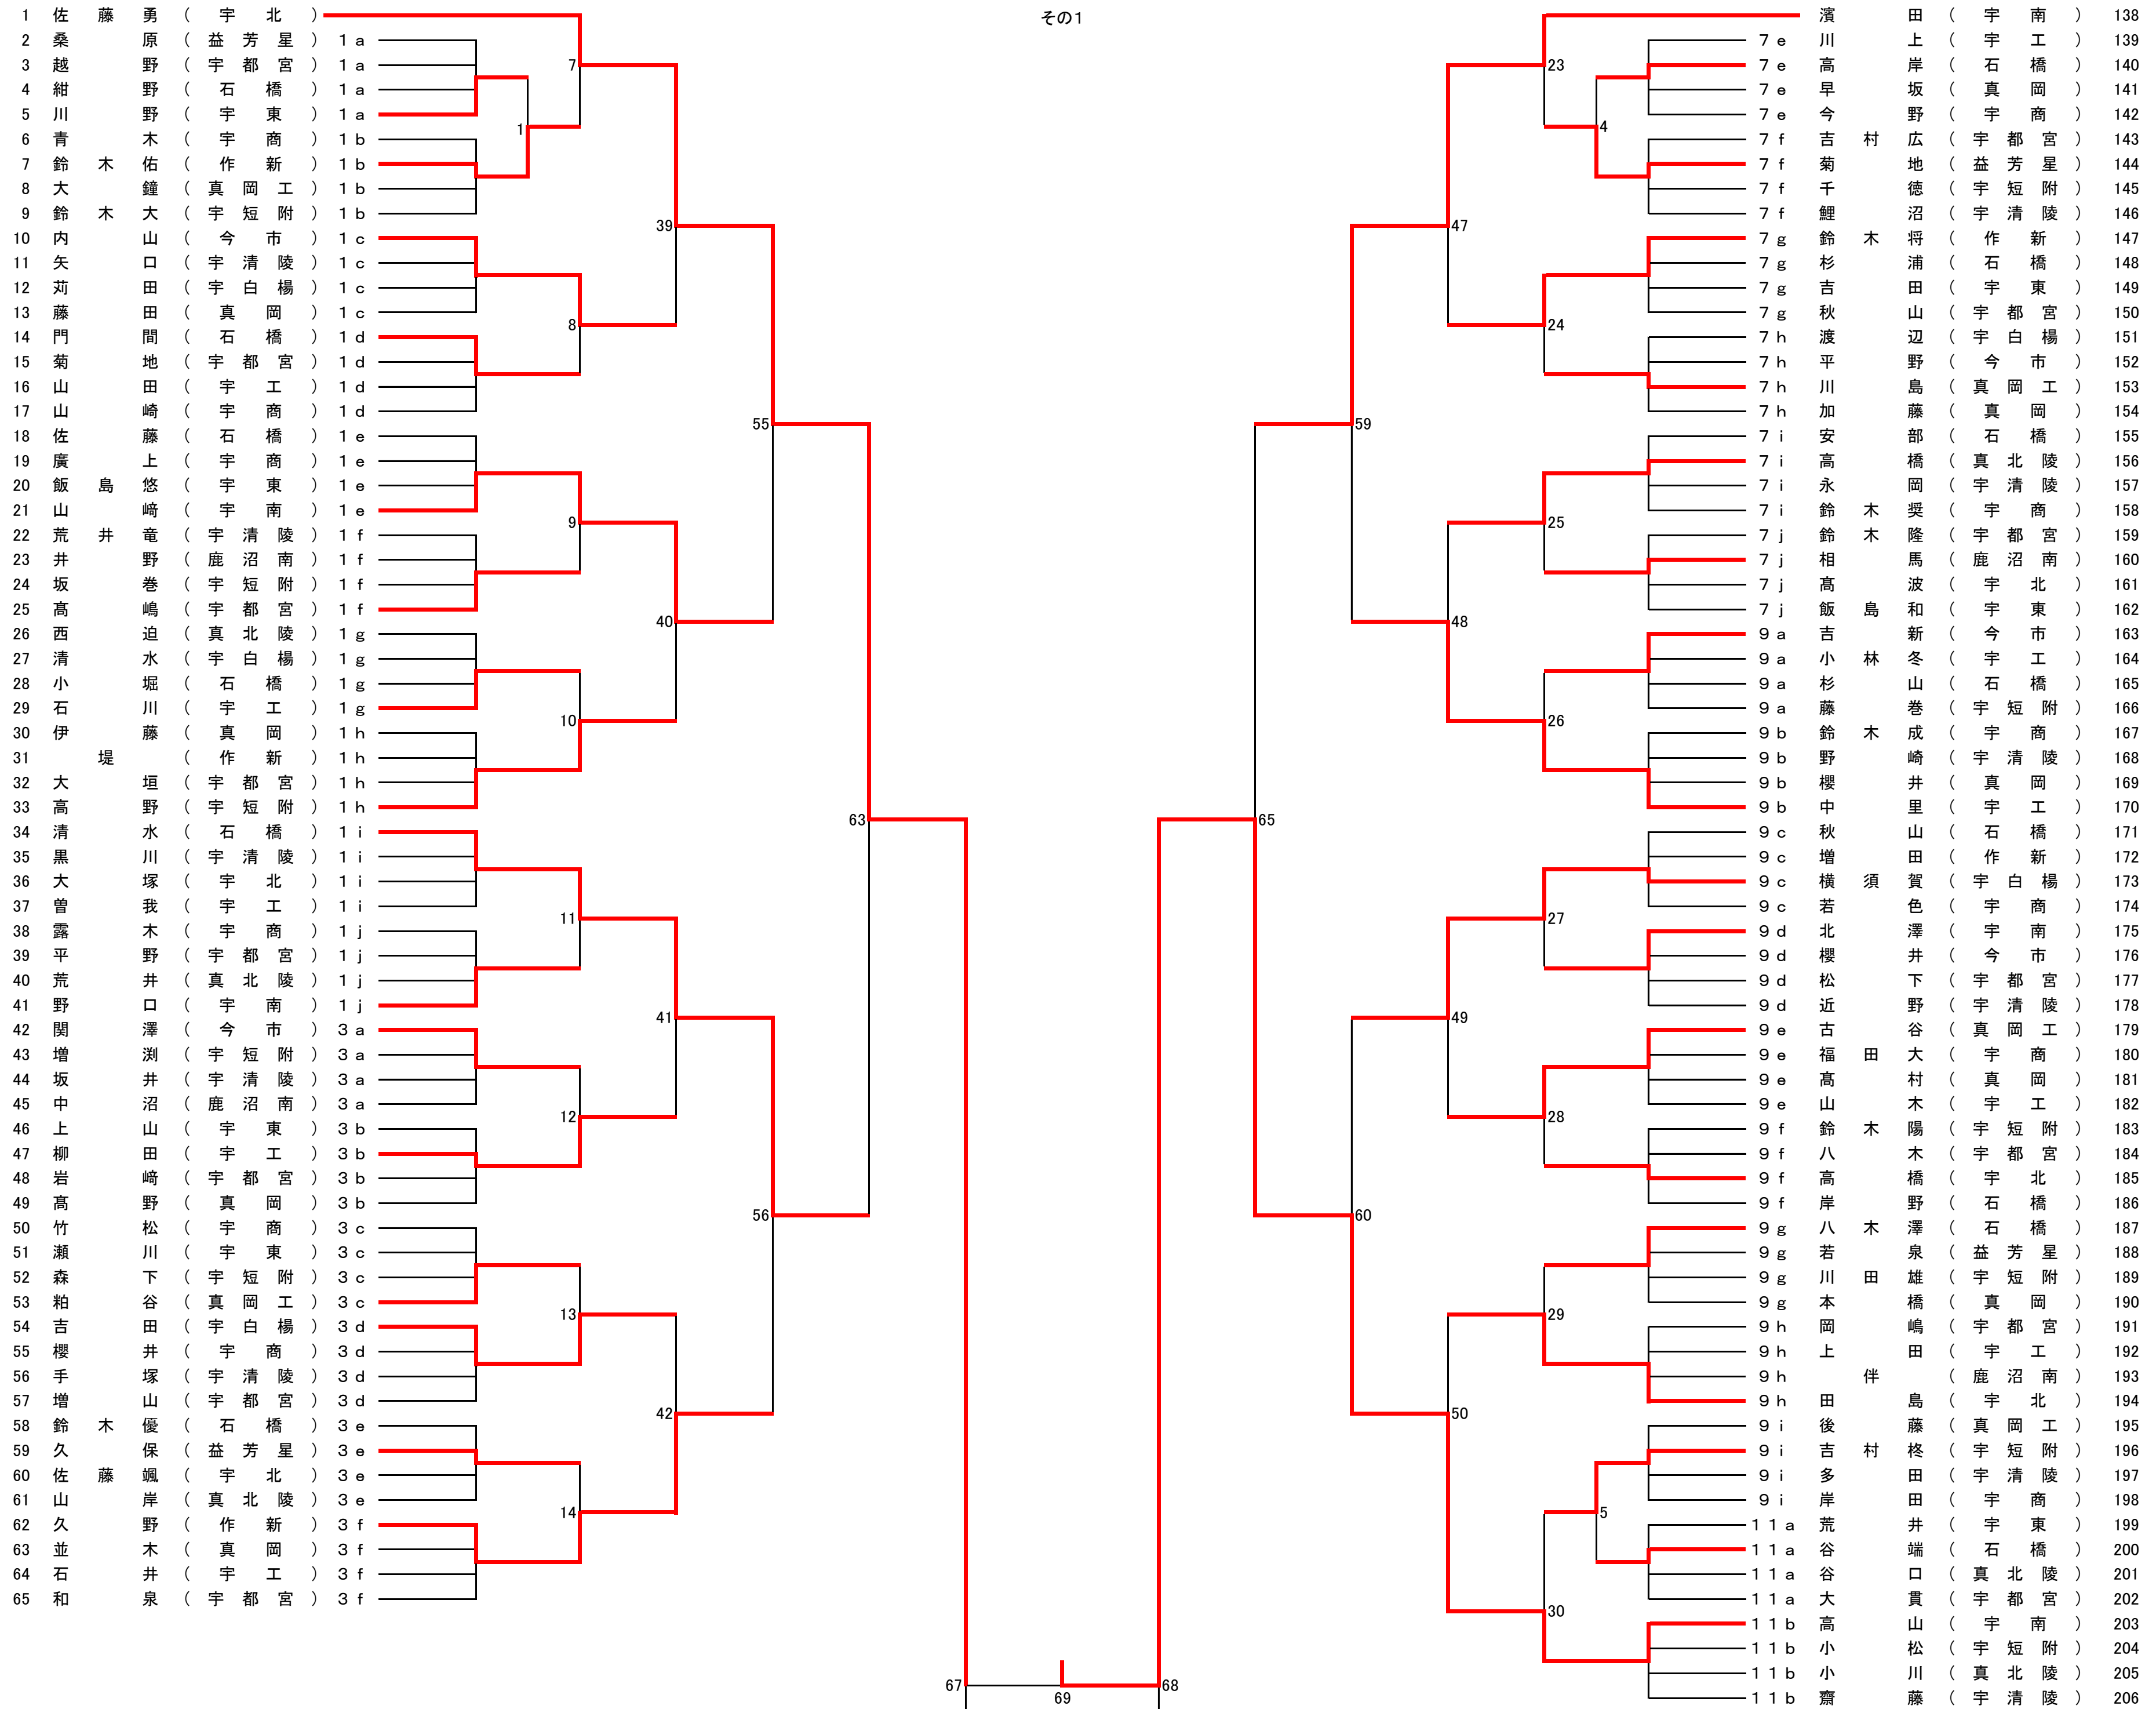 その1
1 佐藤勇(宇北)
2 桑原(益芳星) 1a
3 越野(宇都宮) 1a
4 紺野(石橋) 1a
5 川野(宇東) 1a
6 青木(宇商) 1b
7 鈴木佑(作新) 1b
8 大鐘(真岡工) 1b
9 鈴木大(宇短附) 1b
10 内山(今市) 1c
11 矢口(宇清陵) 1c
12 苅田(宇白楊) 1c
13 藤田(真岡) 1c
14 門間(石橋) 1d
15 菊地(宇都宮) 1d
16 山田(宇工) 1d
17 山崎(宇商) 1d
18 佐藤(石橋) 1e
19 廣上(宇商) 1e
20 飯島悠(宇東) 1e
21 山﨑(宇南) 1e
22 荒井竜(宇清陵) 1f
23 井野(鹿沼南) 1f
24 坂巻(宇短附) 1f
25 髙嶋(宇都宮) 1f
26 西迫(真北陵) 1g
27 清水(宇白楊) 1g
28 小堀(石橋) 1g
29 石川(宇工) 1g
30 伊藤(真岡) 1h
31 堤(作新) 1h
32 大垣(宇都宮) 1h
33 高野(宇短附) 1h
34 清水(石橋) 1i
35 黒川(宇清陵) 1i
36 大塚(宇北) 1i
37 曽我(宇工) 1i
38 露木(宇商) 1j
39 平野(宇都宮) 1j
40 荒井(真北陵) 1j
41 野口(宇南) 1j
42 関澤(今市) 3a
43 増渕(宇短附) 3a
44 坂井(宇清陵) 3a
45 中沼(鹿沼南) 3a
46 上山(宇東) 3b
47 柳田(宇工) 3b
48 岩﨑(宇都宮) 3b
49 髙野(真岡) 3b
50 竹松(宇商) 3c
51 瀬川(宇東) 3c
52 森下(宇短附) 3c
53 粕谷(真岡工) 3c
54 吉田(宇白楊) 3d
55 櫻井(宇商) 3d
56 手塚(宇清陵) 3d
57 増山(宇都宮) 3d
58 鈴木優(石橋) 3e
59 久保(益芳星) 3e
60 佐藤颯(宇北) 3e
61 山岸(真北陵) 3e
62 久野(作新) 3f
63 並木(真岡) 3f
64 石井(宇工) 3f
65 和泉(宇都宮) 3f
1
7
8
9
10
11
12
13
14
39
40
41
42
55
56
63
67
69
68
65
59
60
47
48
49
50
23
24
25
26
27
28
29
30
4
5
濱田(宇南) 138
7e 川上(宇工) 139
7e 高岸(石橋) 140
7e 早坂(真岡) 141
7e 今野(宇商) 142
7f 吉村広(宇都宮) 143
7f 菊地(益芳星) 144
7f 千徳(宇短附) 145
7f 鯉沼(宇清陵) 146
7g 鈴木将(作新) 147
7g 杉浦(石橋) 148
7g 吉田(宇東) 149
7g 秋山(宇都宮) 150
7h 渡辺(宇白楊) 151
7h 平野(今市) 152
7h 川島(真岡工) 153
7h 加藤(真岡) 154
7i 安部(石橋) 155
7i 高橋(真北陵) 156
7i 永岡(宇清陵) 157
7i 鈴木奨(宇商) 158
7j 鈴木隆(宇都宮) 159
7j 相馬(鹿沼南) 160
7j 髙波(宇北) 161
7j 飯島和(宇東) 162
9a 吉新(今市) 163
9a 小林冬(宇工) 164
9a 杉山(石橋) 165
9a 藤巻(宇短附) 166
9b 鈴木成(宇商) 167
9b 野崎(宇清陵) 168
9b 櫻井(真岡) 169
9b 中里(宇工) 170
9c 秋山(石橋) 171
9c 増田(作新) 172
9c 横須賀(宇白楊) 173
9c 若色(宇商) 174
9d 北澤(宇南) 175
9d 櫻井(今市) 176
9d 松下(宇都宮) 177
9d 近野(宇清陵) 178
9e 古谷(真岡工) 179
9e 福田大(宇商) 180
9e 髙村(真岡) 181
9e 山木(宇工) 182
9f 鈴木陽(宇短附) 183
9f 八木(宇都宮) 184
9f 高橋(宇北) 185
9f 岸野(石橋) 186
9g 八木澤(石橋) 187
9g 若泉(益芳星) 188
9g 川田雄(宇短附) 189
9g 本橋(真岡) 190
9h 岡嶋(宇都宮) 191
9h 上田(宇工) 192
9h 伴(鹿沼南) 193
9h 田島(宇北) 194
9i 後藤(真岡工) 195
9i 吉村柊(宇短附) 196
9i 多田(宇清陵) 197
9i 岸田(宇商) 198
11a 荒井(宇東) 199
11a 谷端(石橋) 200
11a 谷口(真北陵) 201
11a 大貫(宇都宮) 202
11b 高山(宇南) 203
11b 小松(宇短附) 204
11b 小川(真北陵) 205
11b 齋藤(宇清陵) 206